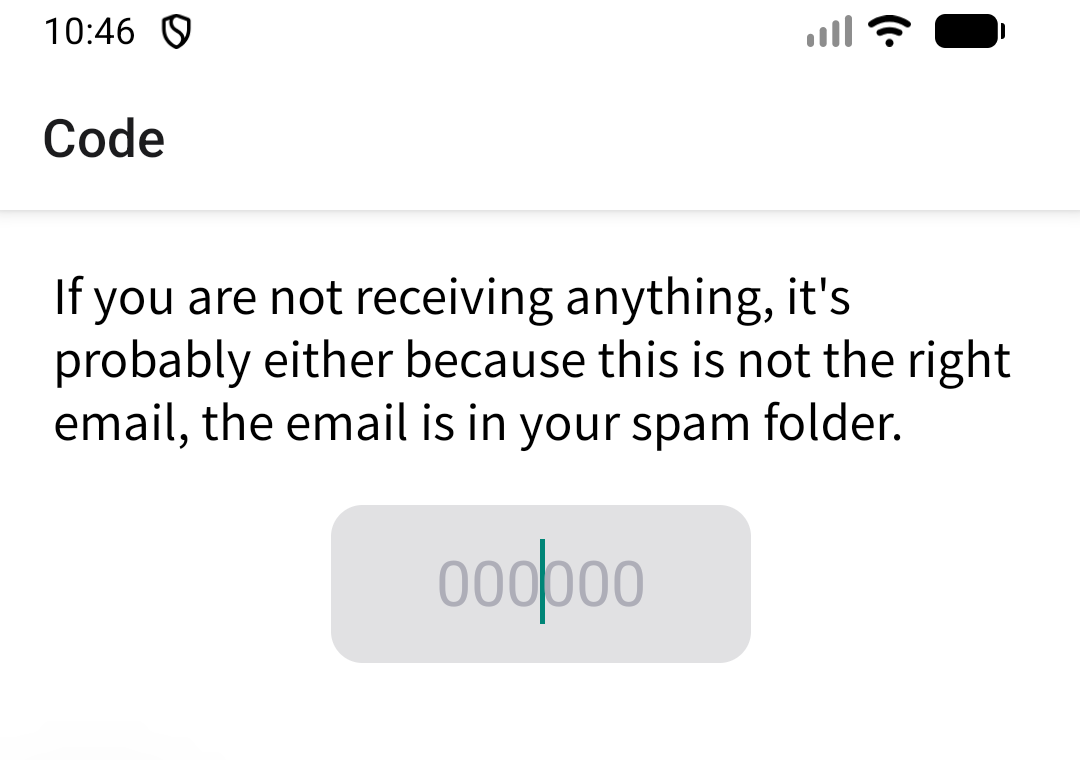 10:46
Code
If you are not receiving anything, it's
probably either because this is not the right
email, the email is in your spam folder.
000000